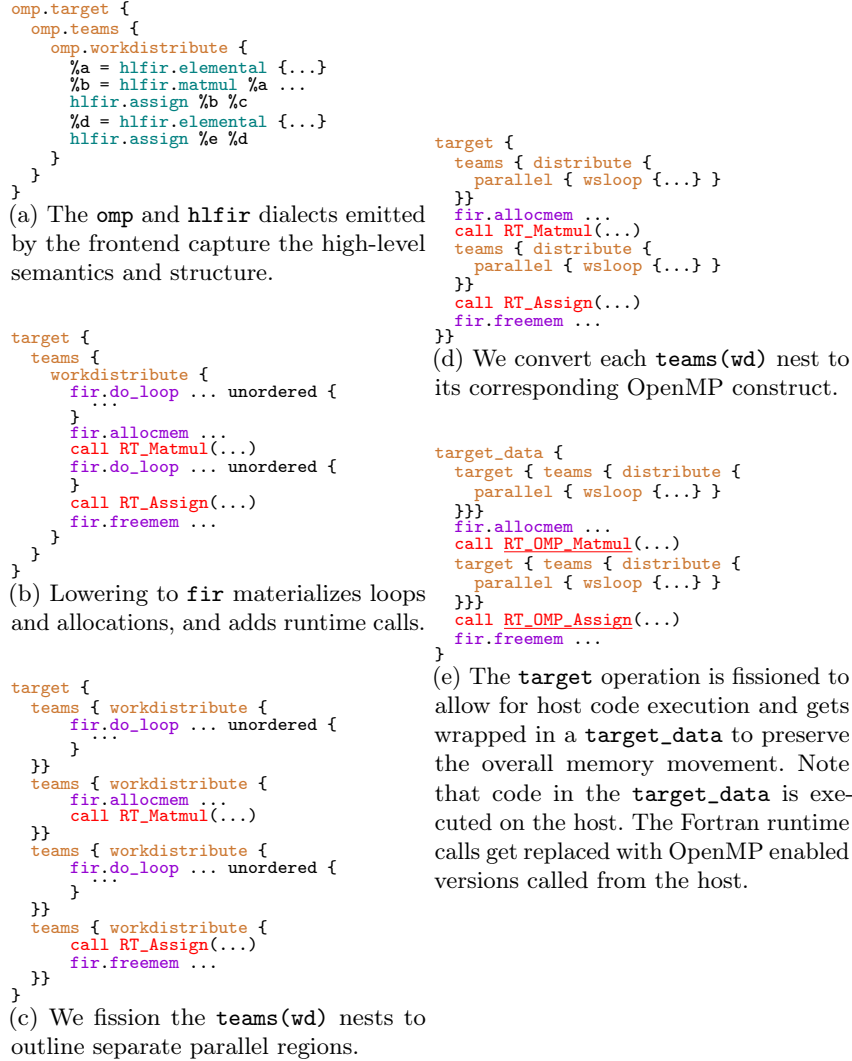 omp.target {
  omp.teams {
    omp.workdistribute {
      %a = hlfir.elemental {...}
      %b = hlfir.matmul %a ...
      hlfir.assign %b %c
      %d = hlfir.elemental {...}
      hlfir.assign %e %d
    }
  }
}
(a) The omp and hlfir dialects emitted
by the frontend capture the high-level
semantics and structure.
target {
  teams {
    workdistribute {
      fir.do_loop ... unordered {
        ...
      }
      fir.allocmem ...
      call RT_Matmul(...)
      fir.do_loop ... unordered {
      }
      call RT_Assign(...)
      fir.freemem ...
    }
  }
}
(b) Lowering to fir materializes loops
and allocations, and adds runtime calls.
target {
  teams { workdistribute {
      fir.do_loop ... unordered {
        ...
      }
  }}
  teams { workdistribute {
      fir.allocmem ...
      call RT_Matmul(...)
  }}
  teams { workdistribute {
      fir.do_loop ... unordered {
        ...
      }
  }}
  teams { workdistribute {
      call RT_Assign(...)
      fir.freemem ...
  }}
}
(c) We fission the teams(wd) nests to
outline separate parallel regions.
target {
  teams { distribute {
    parallel { wsloop {...} }
  }}
  fir.allocmem ...
  call RT_Matmul(...)
  teams { distribute {
    parallel { wsloop {...} }
  }}
  call RT_Assign(...)
  fir.freemem ...
}}
(d) We convert each teams(wd) nest to
its corresponding OpenMP construct.
target_data {
  target { teams { distribute {
    parallel { wsloop {...} }
  }}}
  fir.allocmem ...
  call RT_OMP_Matmul(...)
  target { teams { distribute {
    parallel { wsloop {...} }
  }}}
  call RT_OMP_Assign(...)
  fir.freemem ...
}
(e) The target operation is fissioned to
allow for host code execution and gets
wrapped in a target_data to preserve
the overall memory movement. Note
that code in the target_data is exe-
cuted on the host. The Fortran runtime
calls get replaced with OpenMP enabled
versions called from the host.